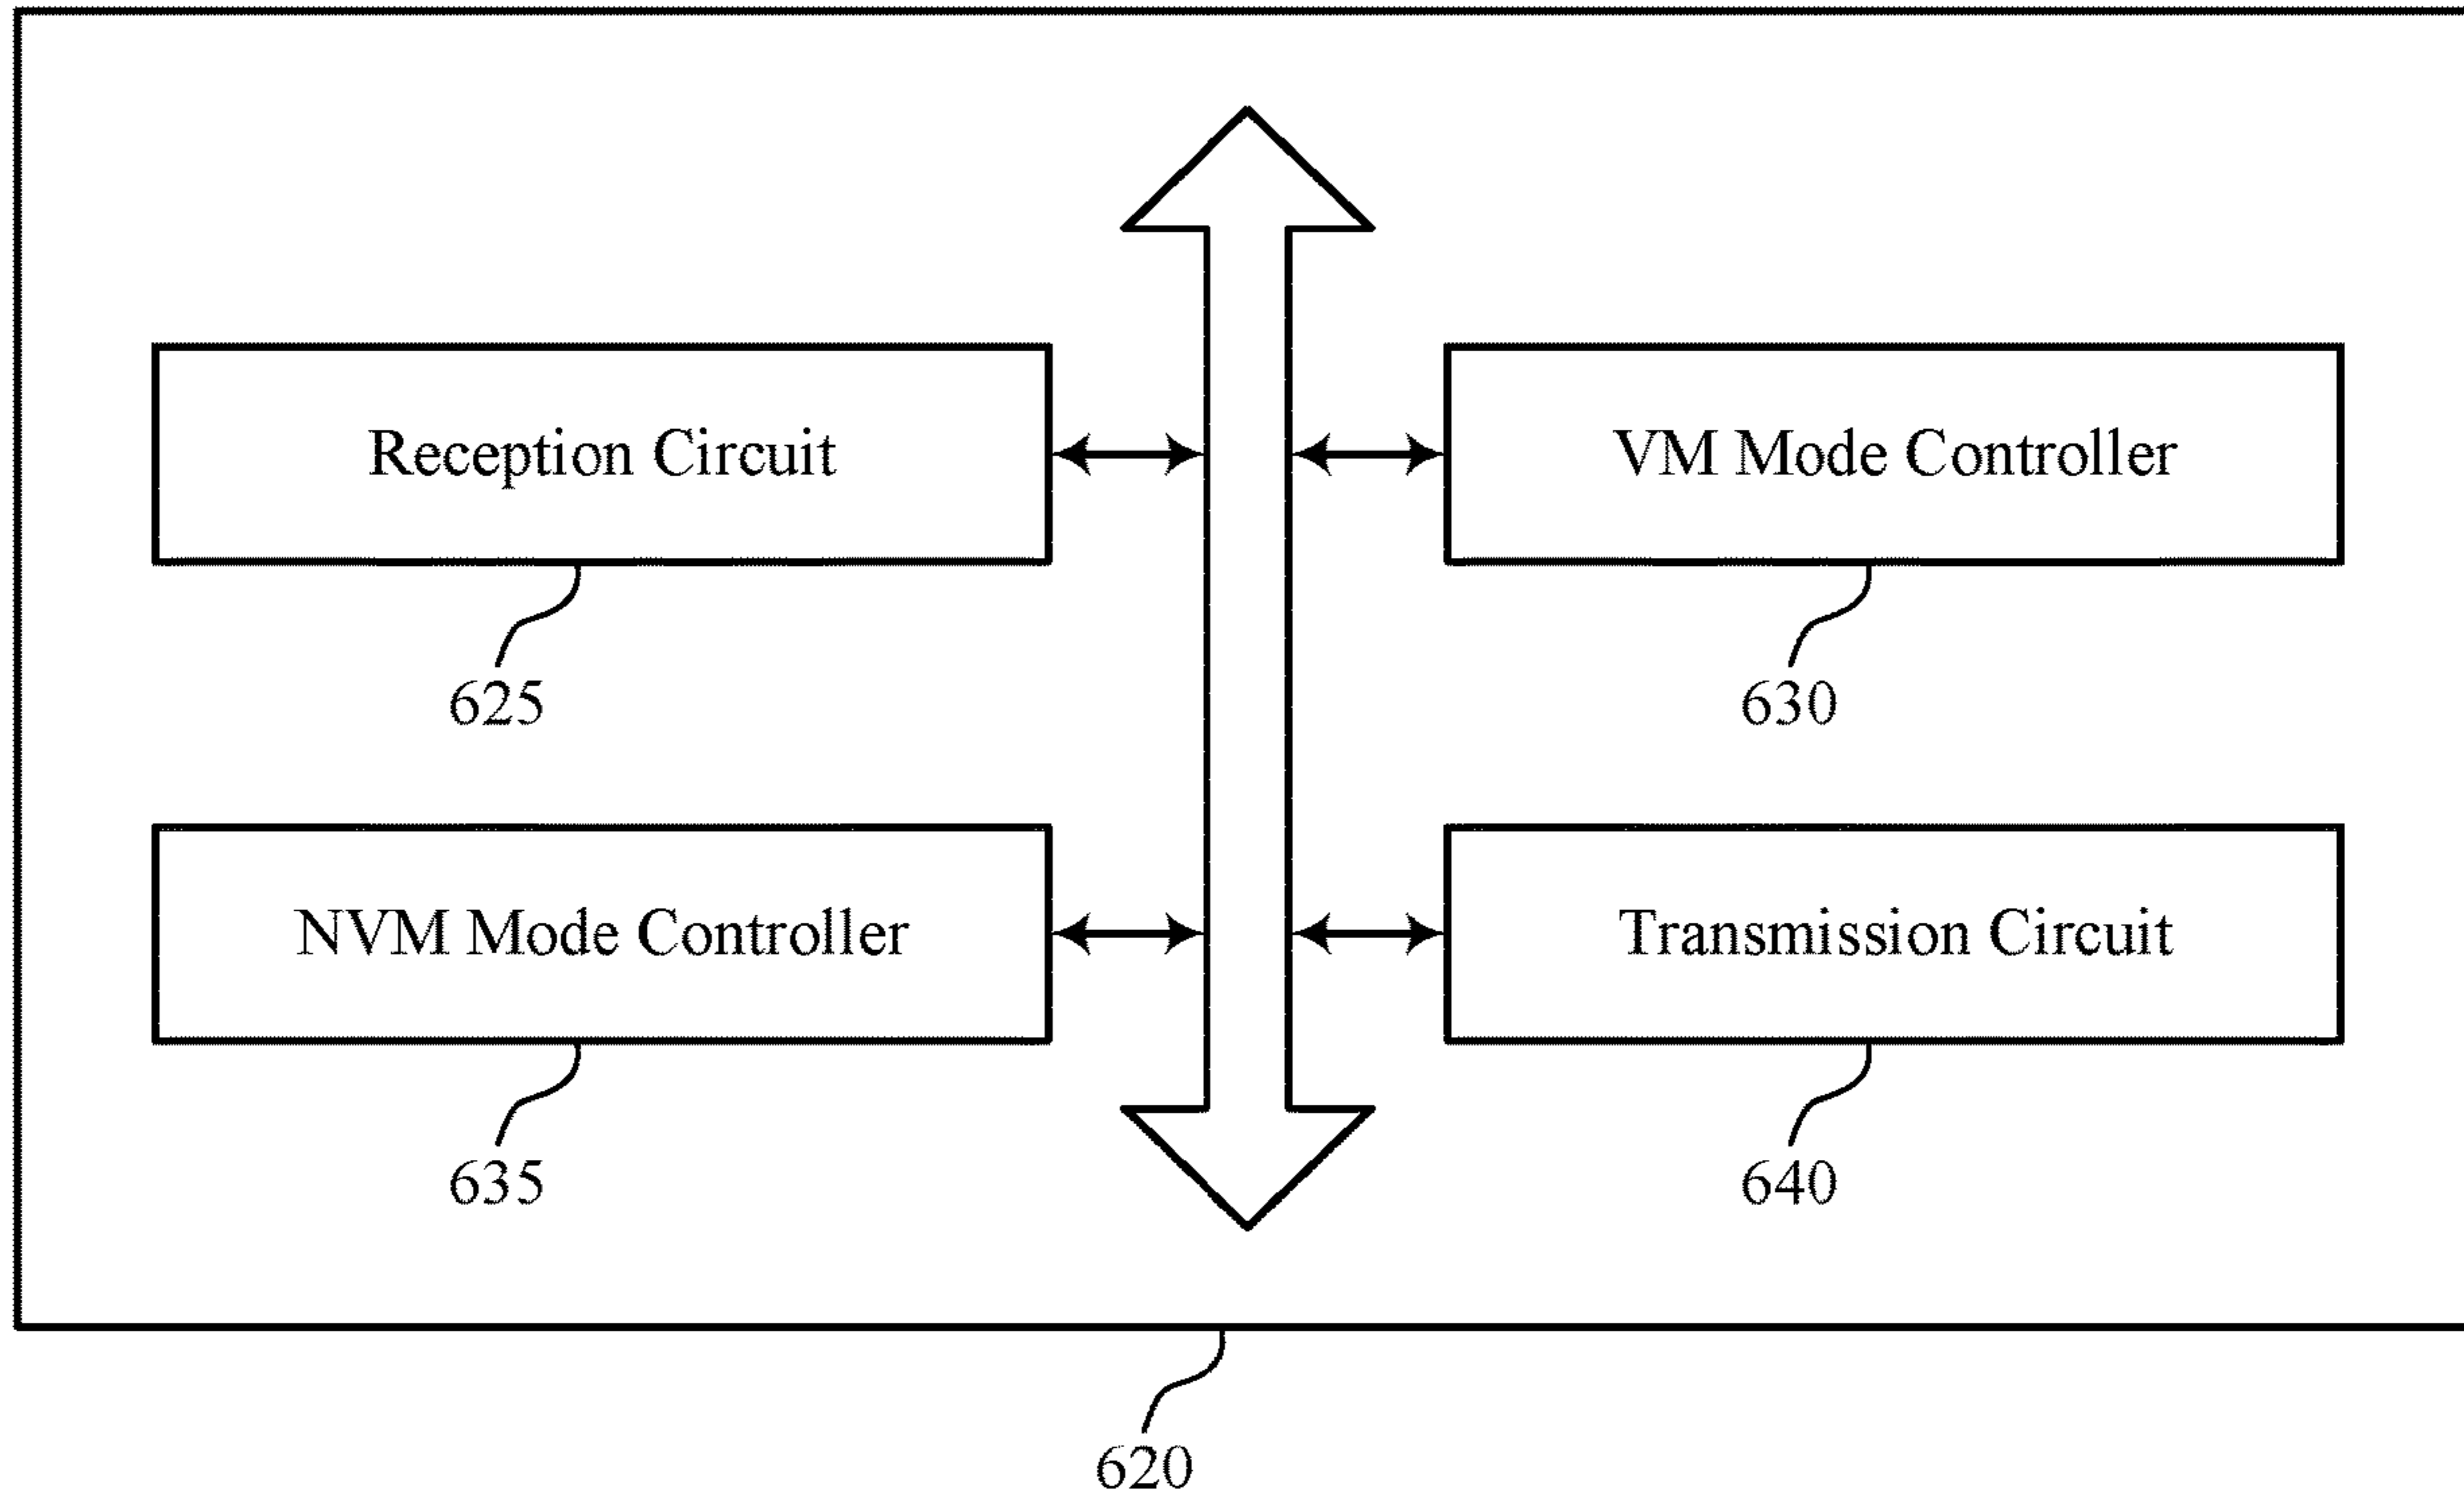 Reception Circuit
VM Mode Controller
625
630
NVM Mode Controller
Transmission Circuit
635
640
620